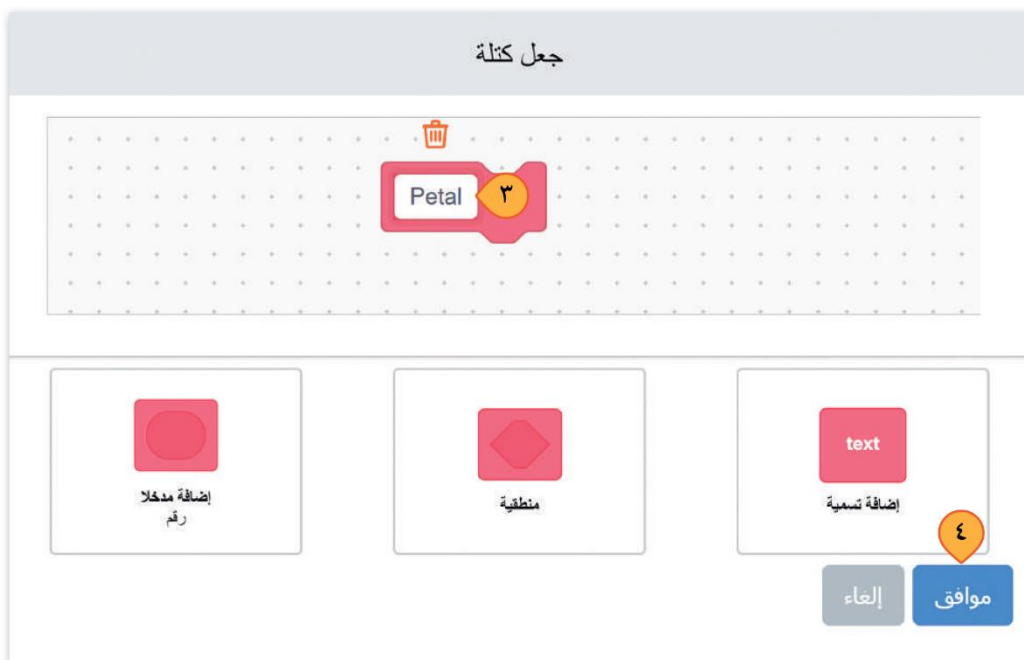 جعل كتلة
Petal
٣
text
إضافة تسمية
منطقية
إضافة مدخلا
رقم
٤
موافق
إلغاء